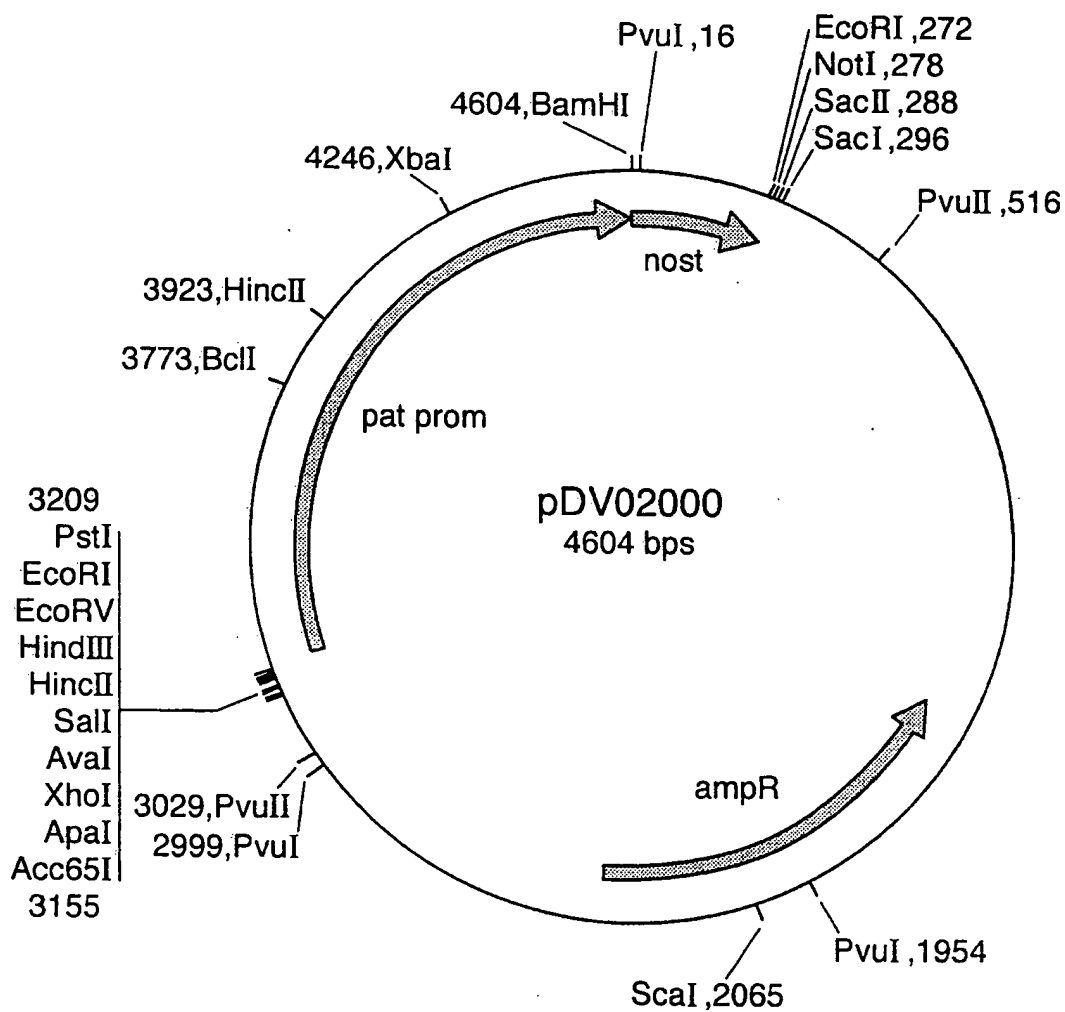 PvuI ,16
EcoRI ,272
NotI ,278
SacII ,288
SacI ,296
4604,BamHI
4246,XbaI
PvuII ,516
nost
3923,HincII
3773,BclI
pat prom
pDV02000
4604 bps
3209
PstI
EcoRI
EcoRV
HindIII
HincII
SalI
AvaI
XhoI
ApaI
Acc65I
3155
3029,PvuII
2999,PvuI
ampR
PvuI ,1954
ScaI ,2065